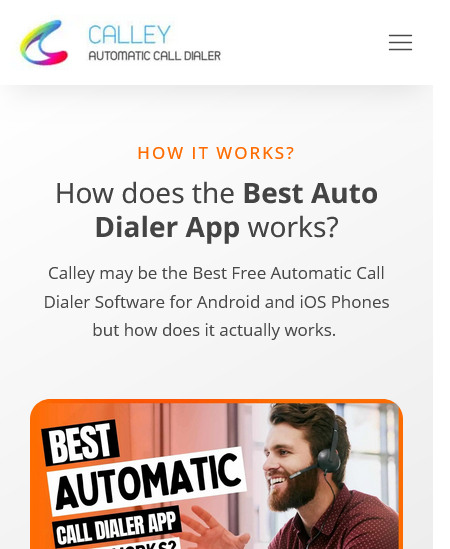 CALLEY
AUTOMATIC CALL DIALER
HOW IT WORKS?
How does the Best Auto
Dialer App works?
Calley may be the Best Free Automatic Call
Dialer Software for Android and iOS Phones
but how does it actually works.
BEST
AUTOMATIC
CALL DIALER APP
WORKS?